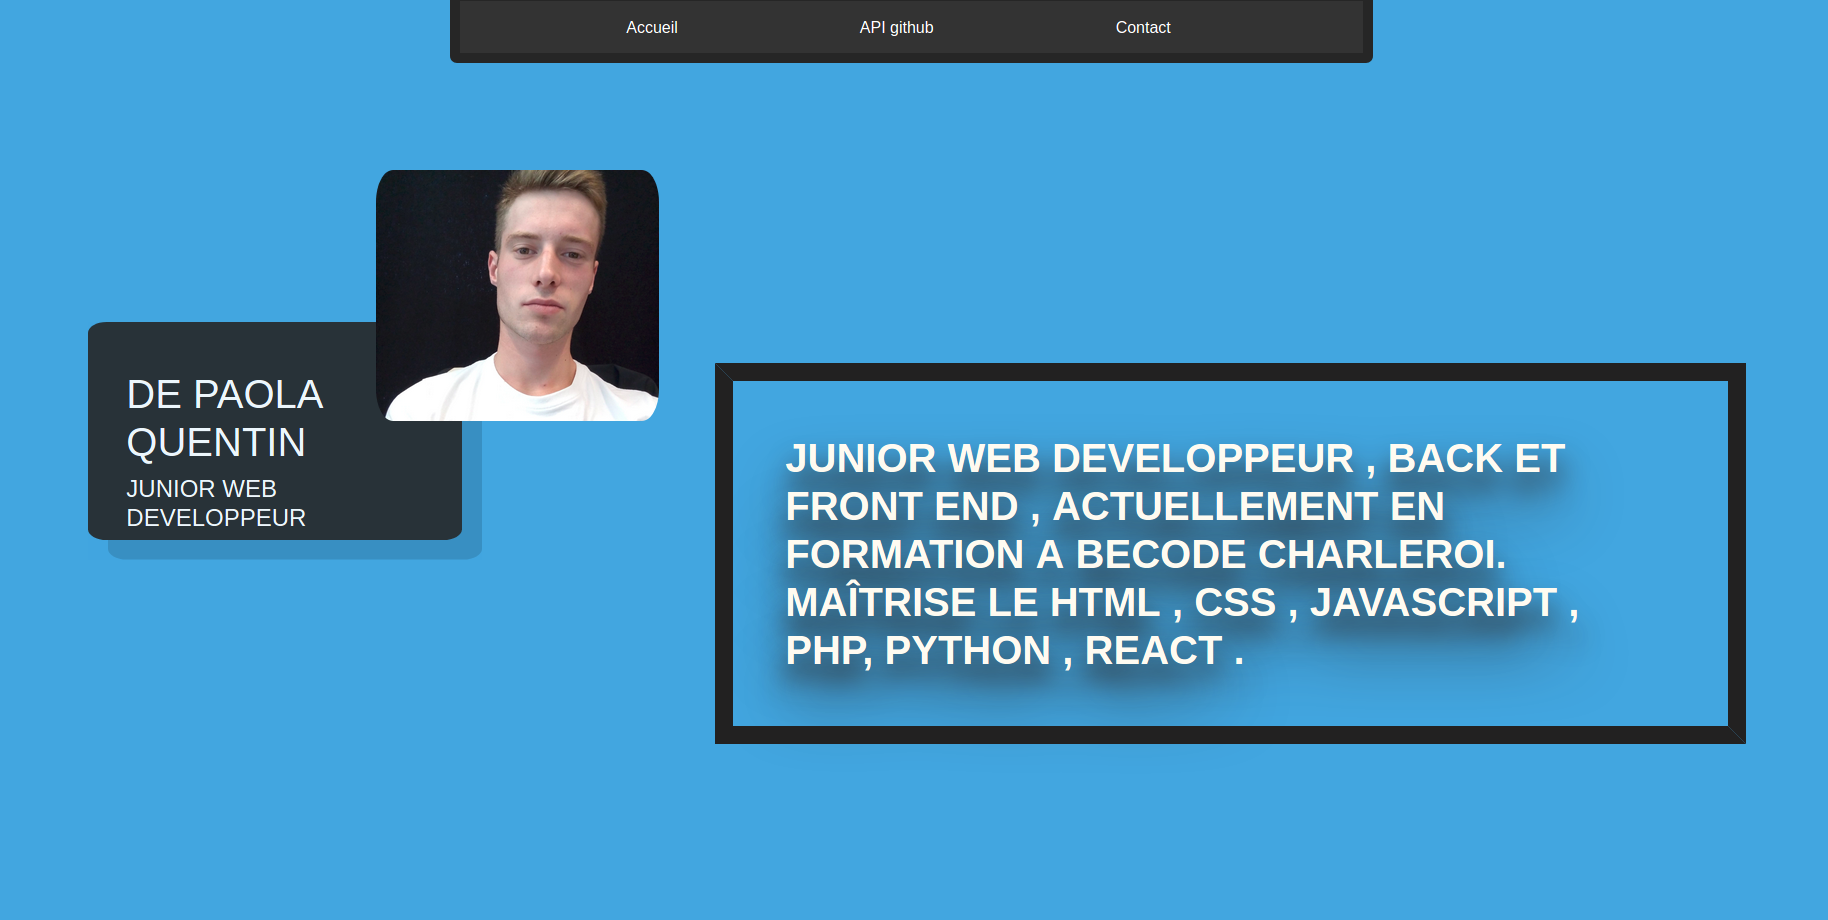 Accueil API github Contact
DE PAOLA
QUENTIN
JUNIOR WEB
DEVELOPPEUR
JUNIOR WEB DEVELOPPEUR , BACK ET
FRONT END , ACTUELLEMENT EN
FORMATION A BECODE CHARLEROI.
MAÎTRISE LE HTML , CSS , JAVASCRIPT ,
PHP, PYTHON , REACT .